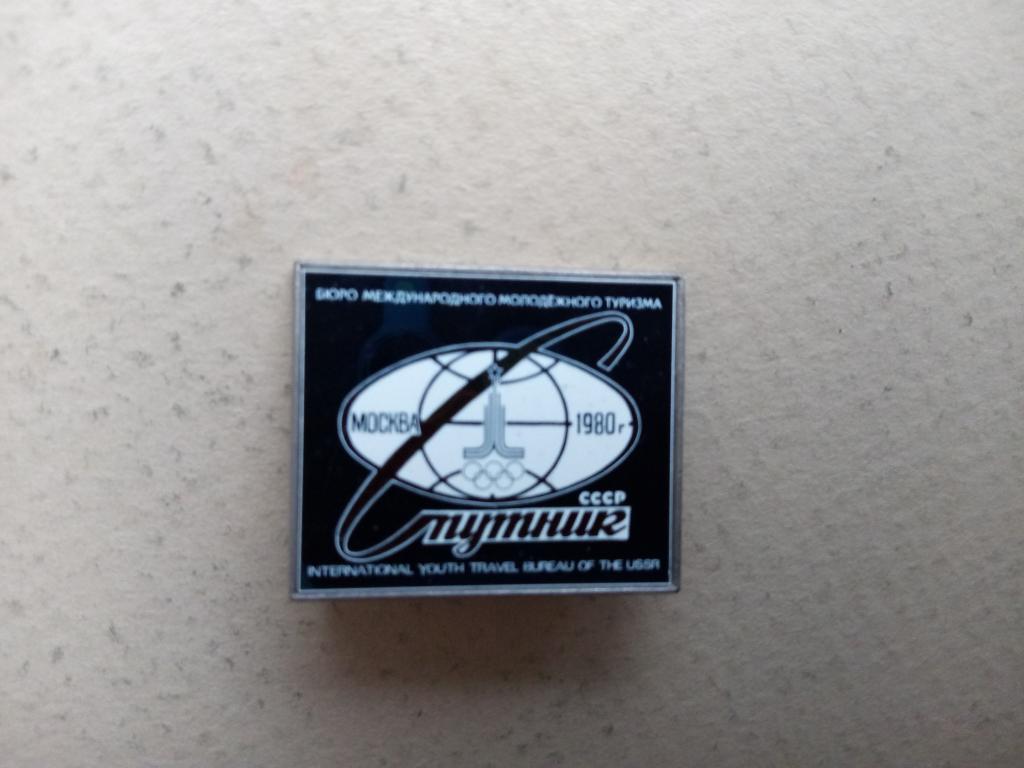 БЮРО МЕЖДУНАРОДНОГО МОЛОДЁЖНОГО ТУРИЗМА
МОСКВА 1980г
СССР
Спутник
INTERNATIONAL YOUTH TRAVEL BUREAU OF THE USSR